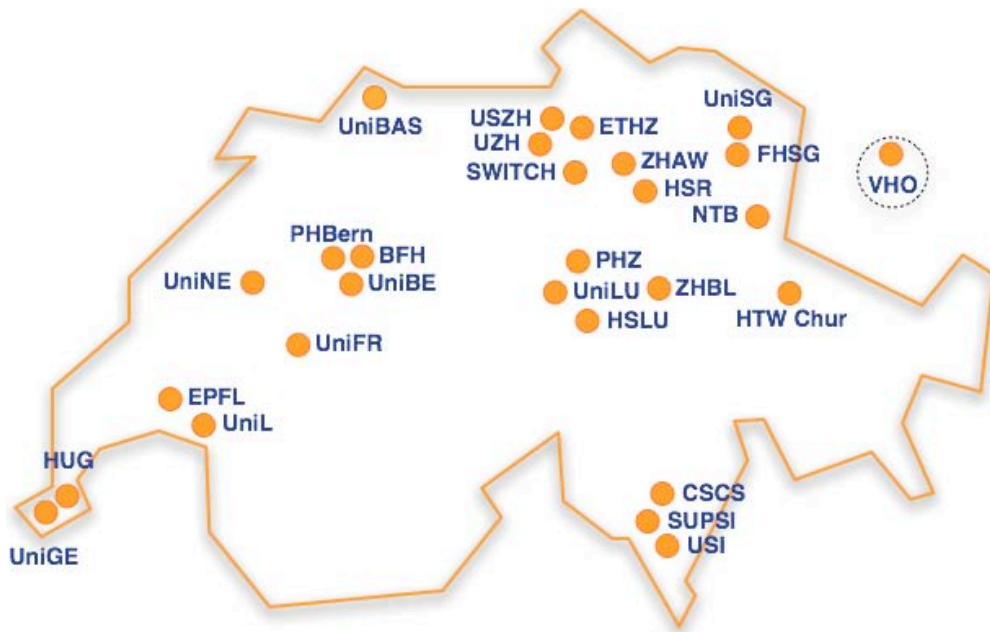 UniSG
USZH
UniBAS
ETHZ
UZH
FHSG
ZHAW
SWITCH
VHO
HSR
NTB
PHBern
BFH
PHZ
UniNE
UniBE
UniLU
ZHBL
HSLU
HTW Chur
UniFR
EPFL
UniL
HUG
CSCS
SUPSI
USI
UniGE